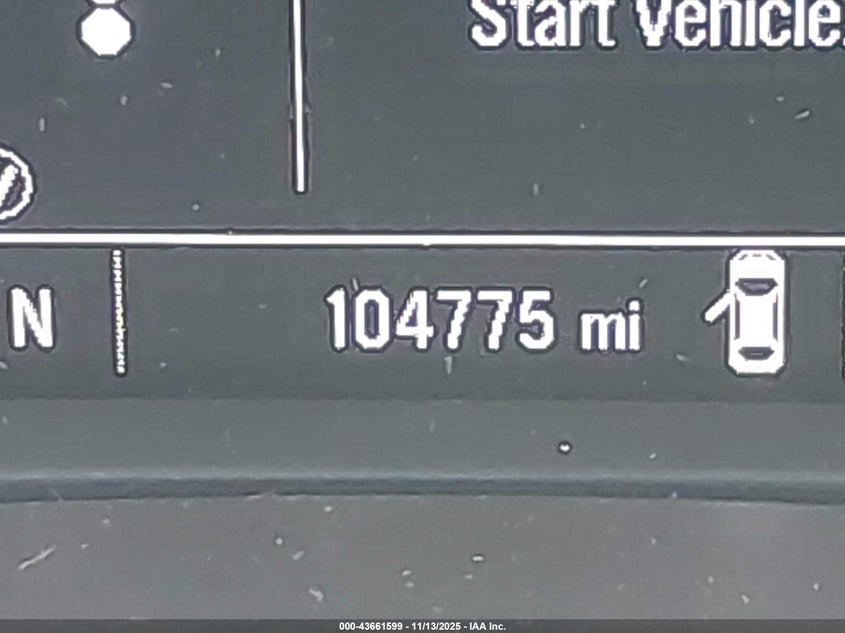 Start Vehicle.
N
104775 mi
000-43661599 - 11/13/2025 - IAA Inc.